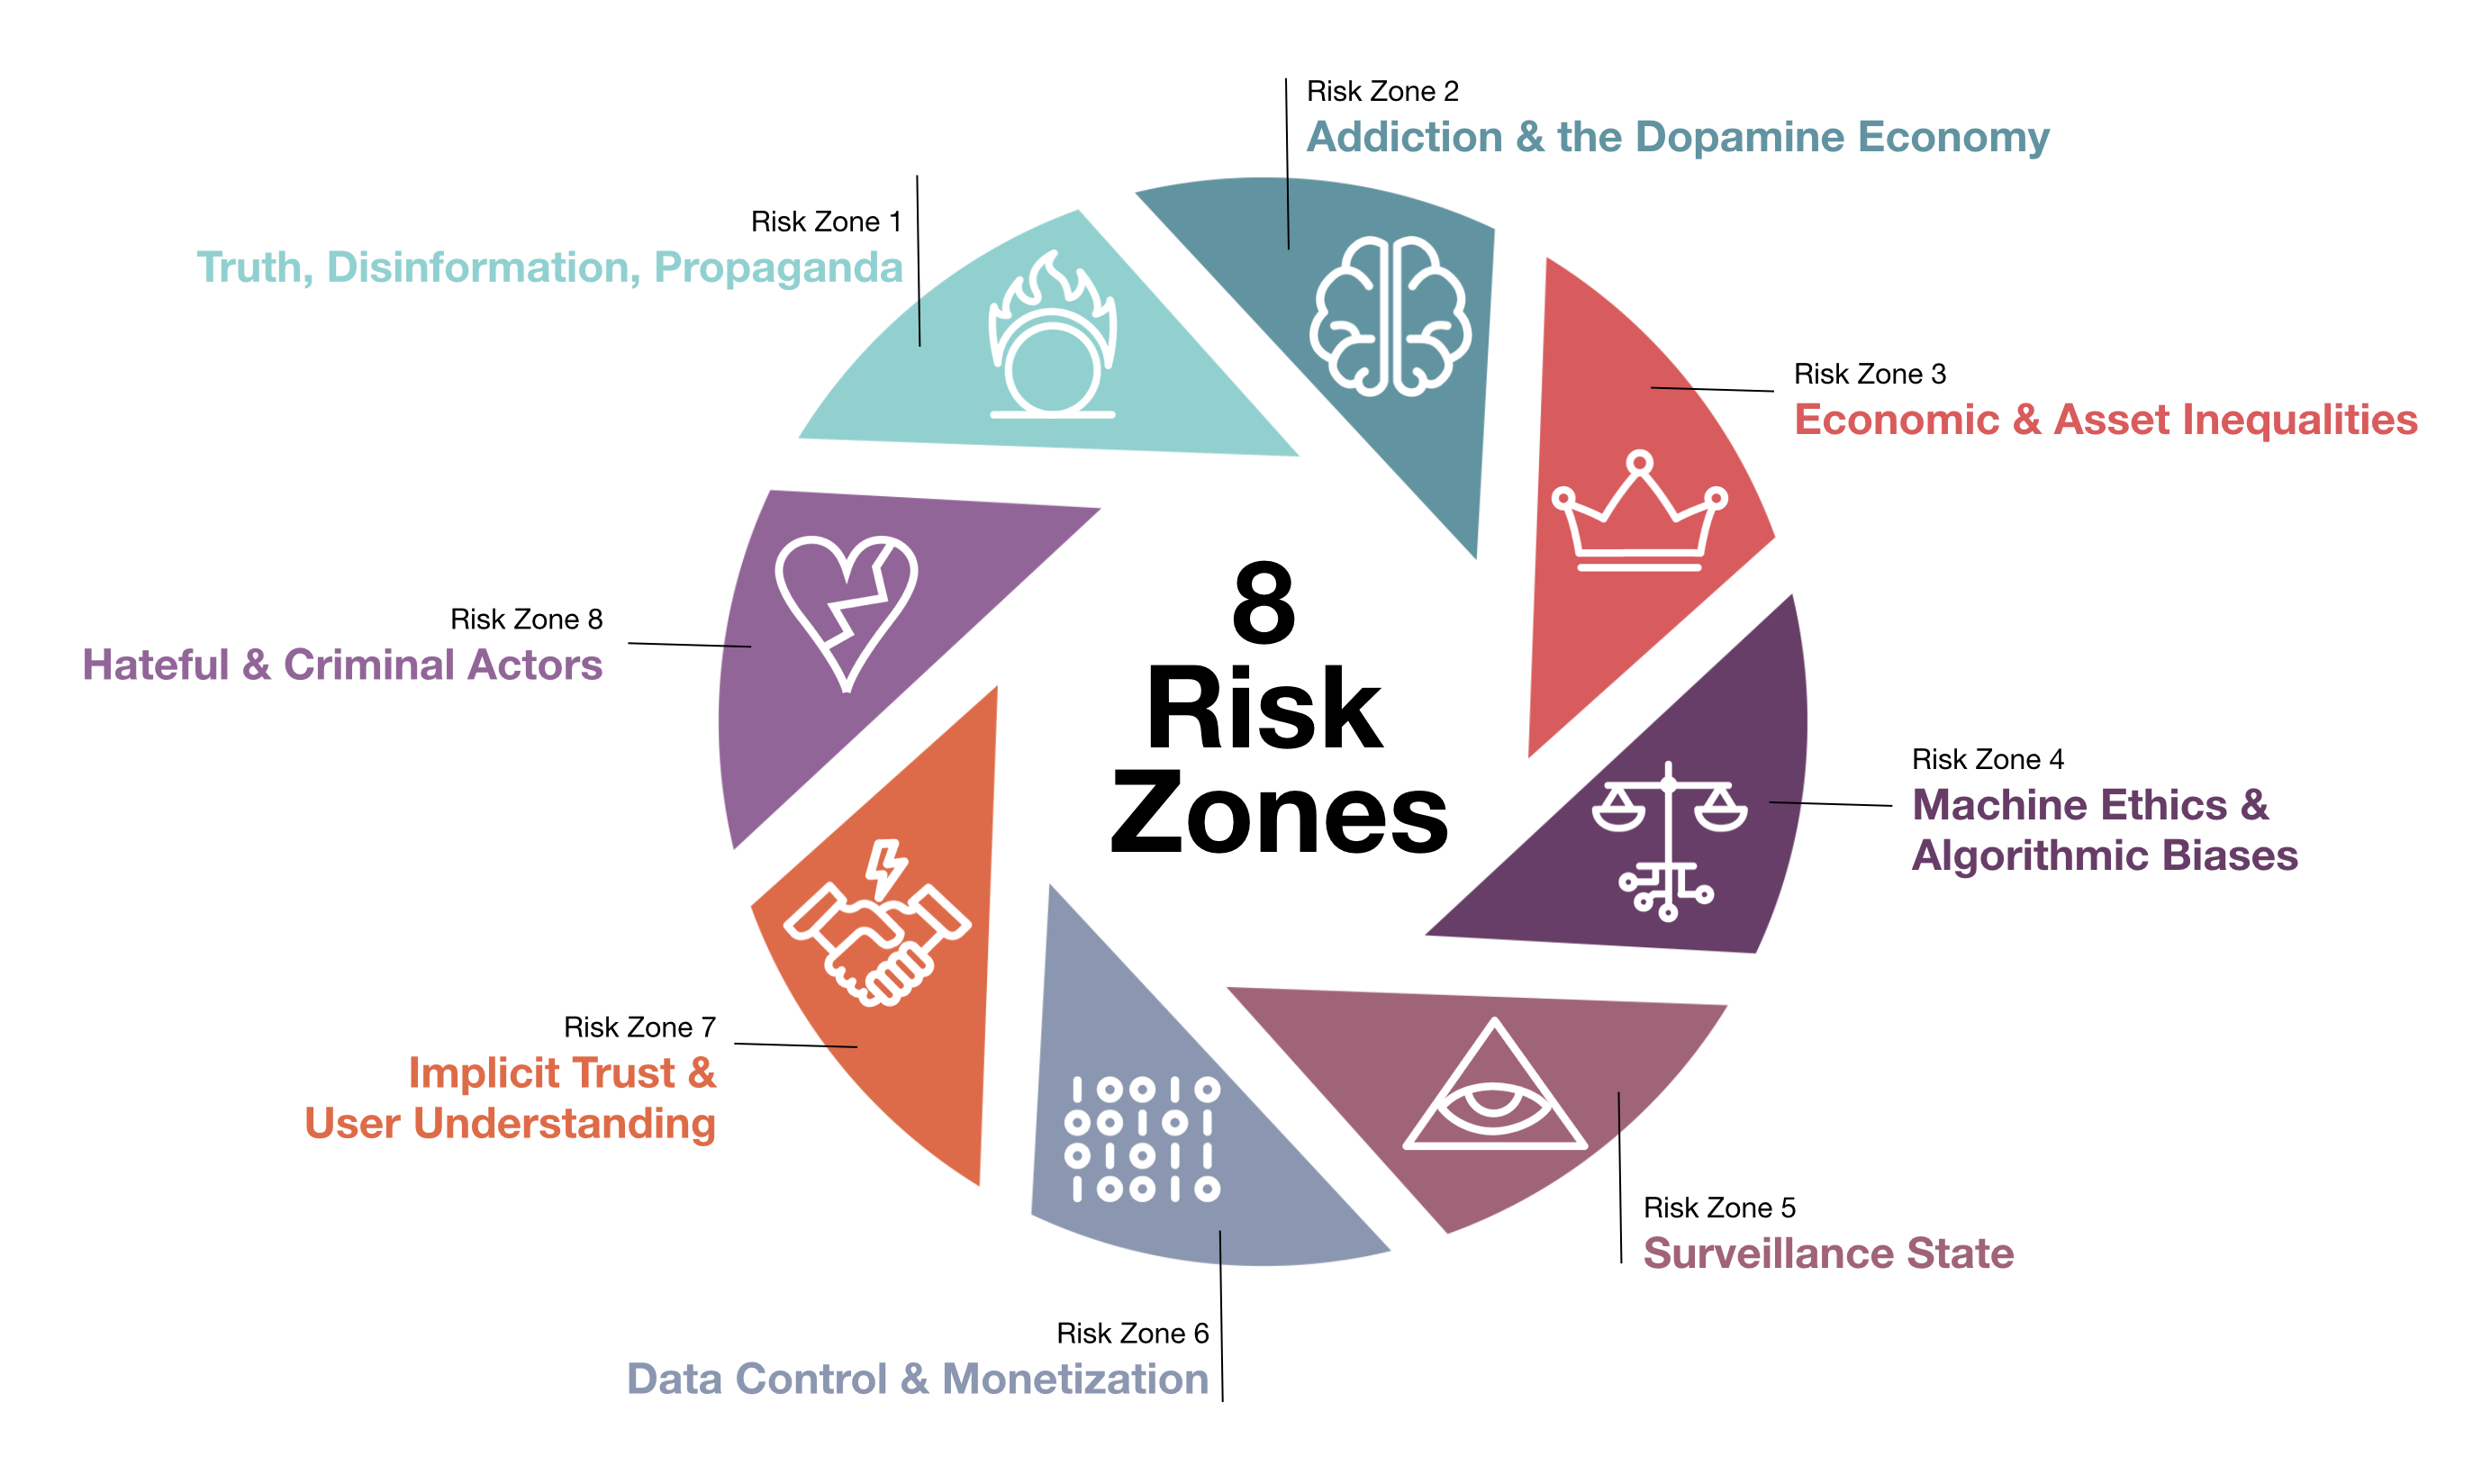 Risk Zone 1
Truth, Disinformation, Propaganda
Risk Zone 2
Addiction & the Dopamine Economy
Risk Zone 3
Economic & Asset Inequalities
Risk Zone 4
Machine Ethics &
Algorithmic Biases
Risk Zone 5
Surveillance State
Risk Zone 6
Data Control & Monetization
Risk Zone 7
Implicit Trust &
User Understanding
Risk Zone 8
Hateful & Criminal Actors
8
Risk
Zones